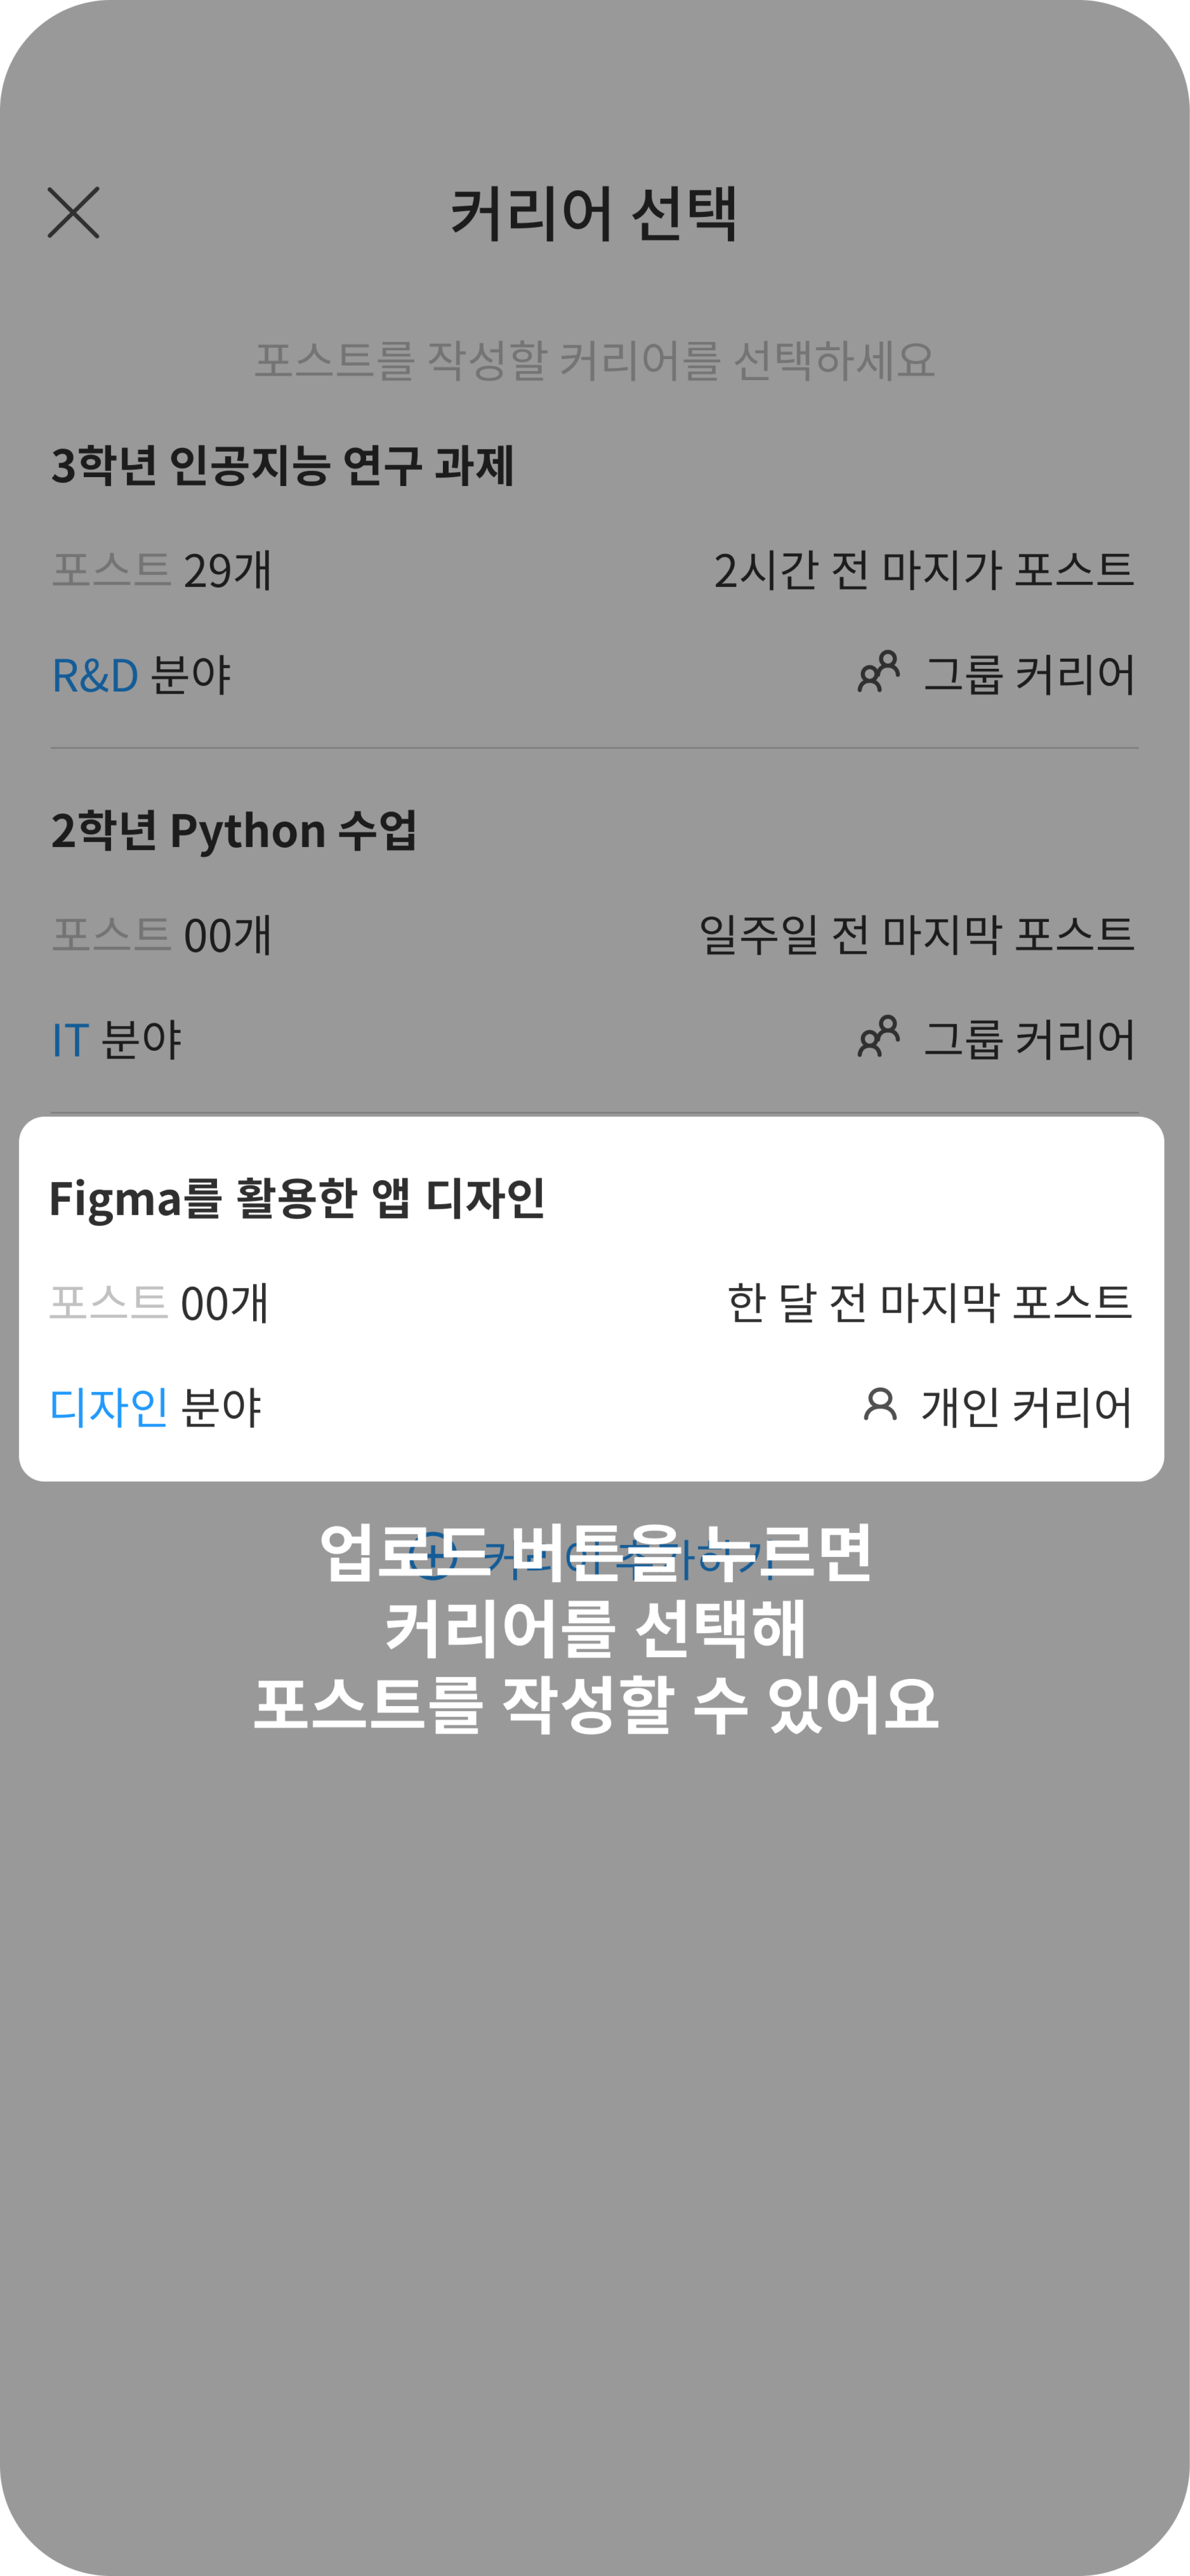 커리어 선택
포스트를 작성할 커리어를 선택하세요
3학년 인공지능 연구 과제
포스트 29개 2시간 전 마지가 포스트
R&D 분야 그룹 커리어
2학년 Python 수업
포스트 00개 일주일 전 마지막 포스트
IT 분야 그룹 커리어
Figma를 활용한 앱 디자인
포스트 00개 한 달 전 마지막 포스트
디자인 분야 개인 커리어
업로드 버튼을 누르면
커리어를 선택해
포스트를 작성할 수 있어요